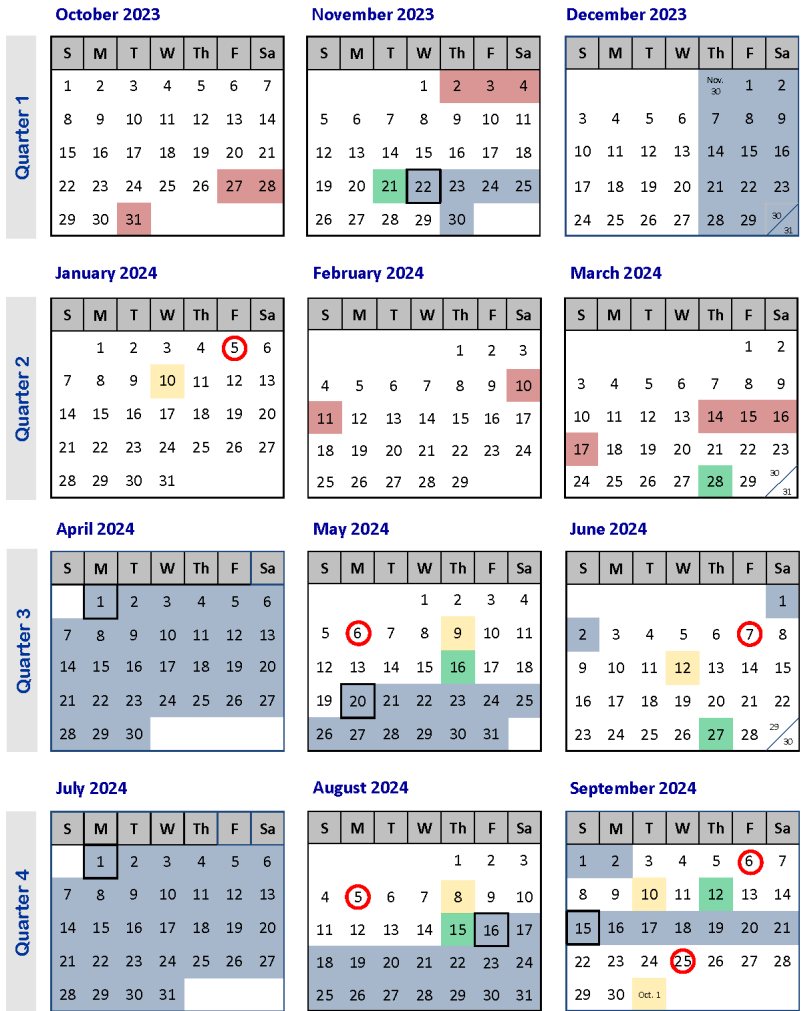 October 2023 November 2023 December 2023
Quarter 1
S M T W Th F Sa S M T W Th F Sa S M T W Th F Sa
1 2 3 4 5 6 7 1 2 3 4 Nov. 30 1 2
8 9 10 11 12 13 14 5 6 7 8 9 10 11 3 4 5 6 7 8 9
15 16 17 18 19 20 21 12 13 14 15 16 17 18 10 11 12 13 14 15 16
22 23 24 25 26 27 28 19 20 21 22 23 24 25 17 18 19 20 21 22 23
29 30 31 26 27 28 29 30 24 25 26 27 28 29 30 31
January 2024 February 2024 March 2024
Quarter 2
S M T W Th F Sa S M T W Th F Sa S M T W Th F Sa
1 2 3 4 5 6 1 2 3 1 2
7 8 9 10 11 12 13 4 5 6 7 8 9 10 3 4 5 6 7 8 9
14 15 16 17 18 19 20 11 12 13 14 15 16 17 10 11 12 13 14 15 16
21 22 23 24 25 26 27 18 19 20 21 22 23 24 17 18 19 20 21 22 23
28 29 30 31 25 26 27 28 29 24 25 26 27 28 29 30 31
April 2024 May 2024 June 2024
Quarter 3
S M T W Th F Sa S M T W Th F Sa S M T W Th F Sa
1 2 3 4 5 6 1 2 3 4 1
7 8 9 10 11 12 13 5 6 7 8 9 10 11 2 3 4 5 6 7 8
14 15 16 17 18 19 20 12 13 14 15 16 17 18 9 10 11 12 13 14 15
21 22 23 24 25 26 27 19 20 21 22 23 24 25 16 17 18 19 20 21 22
28 29 30 26 27 28 29 30 31 23 24 25 26 27 28 29 30
July 2024 August 2024 September 2024
Quarter 4
S M T W Th F Sa S M T W Th F Sa S M T W Th F Sa
1 2 3 4 5 6 1 2 3 1 2 3 4 5 6 7
7 8 9 10 11 12 13 4 5 6 7 8 9 10 8 9 10 11 12 13 14
14 15 16 17 18 19 20 11 12 13 14 15 16 17 15 16 17 18 19 20 21
21 22 23 24 25 26 27 18 19 20 21 22 23 24 22 23 24 25 26 27 28
28 29 30 31 25 26 27 28 29 30 31 29 30 Oct. 1